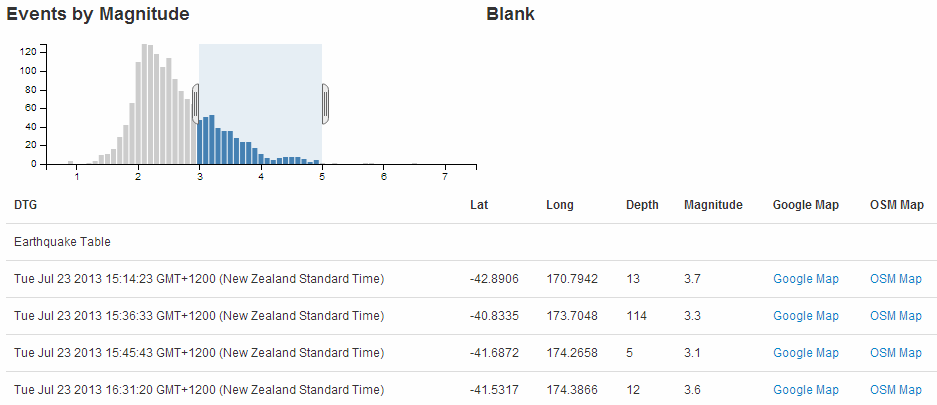 Events by Magnitude Blank
120
100
80
60
40
20
0
1 2 3 4 5 6 7
DTG Lat Long Depth Magnitude Google Map OSM Map
Earthquake Table
Tue Jul 23 2013 15:14:23 GMT+1200 (New Zealand Standard Time) -42.8906 170.7942 13 3.7 Google Map OSM Map
Tue Jul 23 2013 15:36:33 GMT+1200 (New Zealand Standard Time) -40.8335 173.7048 114 3.3 Google Map OSM Map
Tue Jul 23 2013 15:45:43 GMT+1200 (New Zealand Standard Time) -41.6872 174.2658 5 3.1 Google Map OSM Map
Tue Jul 23 2013 16:31:20 GMT+1200 (New Zealand Standard Time) -41.5317 174.3866 12 3.6 Google Map OSM Map